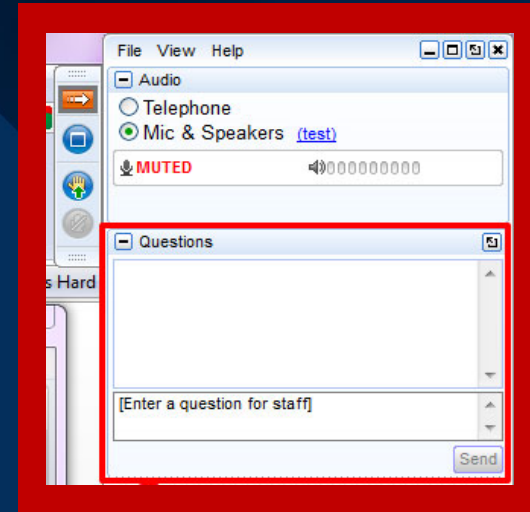 File View Help
Audio
Telephone
Mic & Speakers (test)
MUTED
Questions
s Hard
[Enter a question for staff]
Send